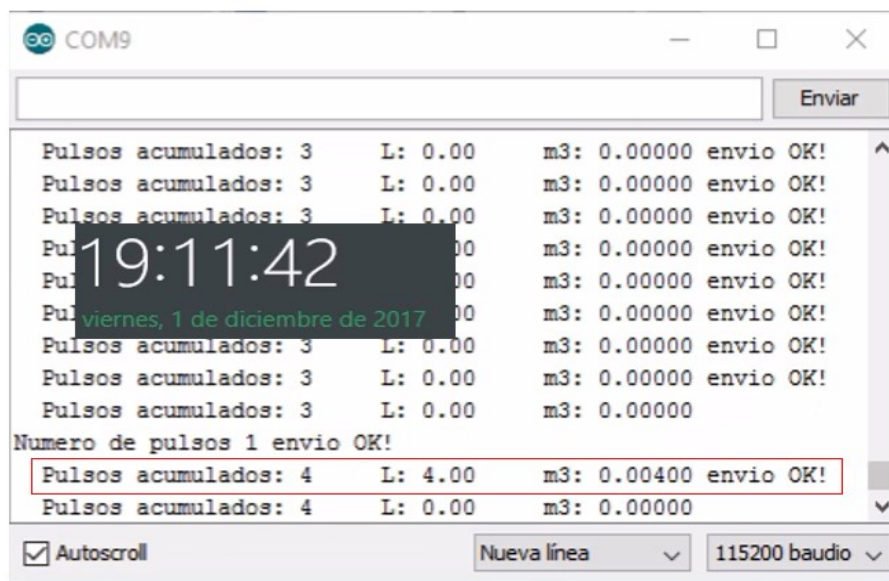 COM9
Enviar
Pulsos acumulados: 3 L: 0.00 m3: 0.00000 envio OK!
Pulsos acumulados: 3 L: 0.00 m3: 0.00000 envio OK!
Pulsos acumulados: 3 L: 0.00 m3: 0.00000 envio OK!
m3: 0.00000 envio OK!
m3: 0.00000 envio OK!
m3: 0.00000 envio OK!
19:11:42
viernes, 1 de diciembre de 2017
Pulsos acumulados: 3 L: 0.00 m3: 0.00000 envio OK!
Pulsos acumulados: 3 L: 0.00 m3: 0.00000 envio OK!
Pulsos acumulados: 3 L: 0.00 m3: 0.00000
Numero de pulsos 1 envio OK!
Pulsos acumulados: 4 L: 4.00 m3: 0.00400 envio OK!
Pulsos acumulados: 4 L: 0.00 m3: 0.00000
Autoscroll Nueva línea 115200 baudio